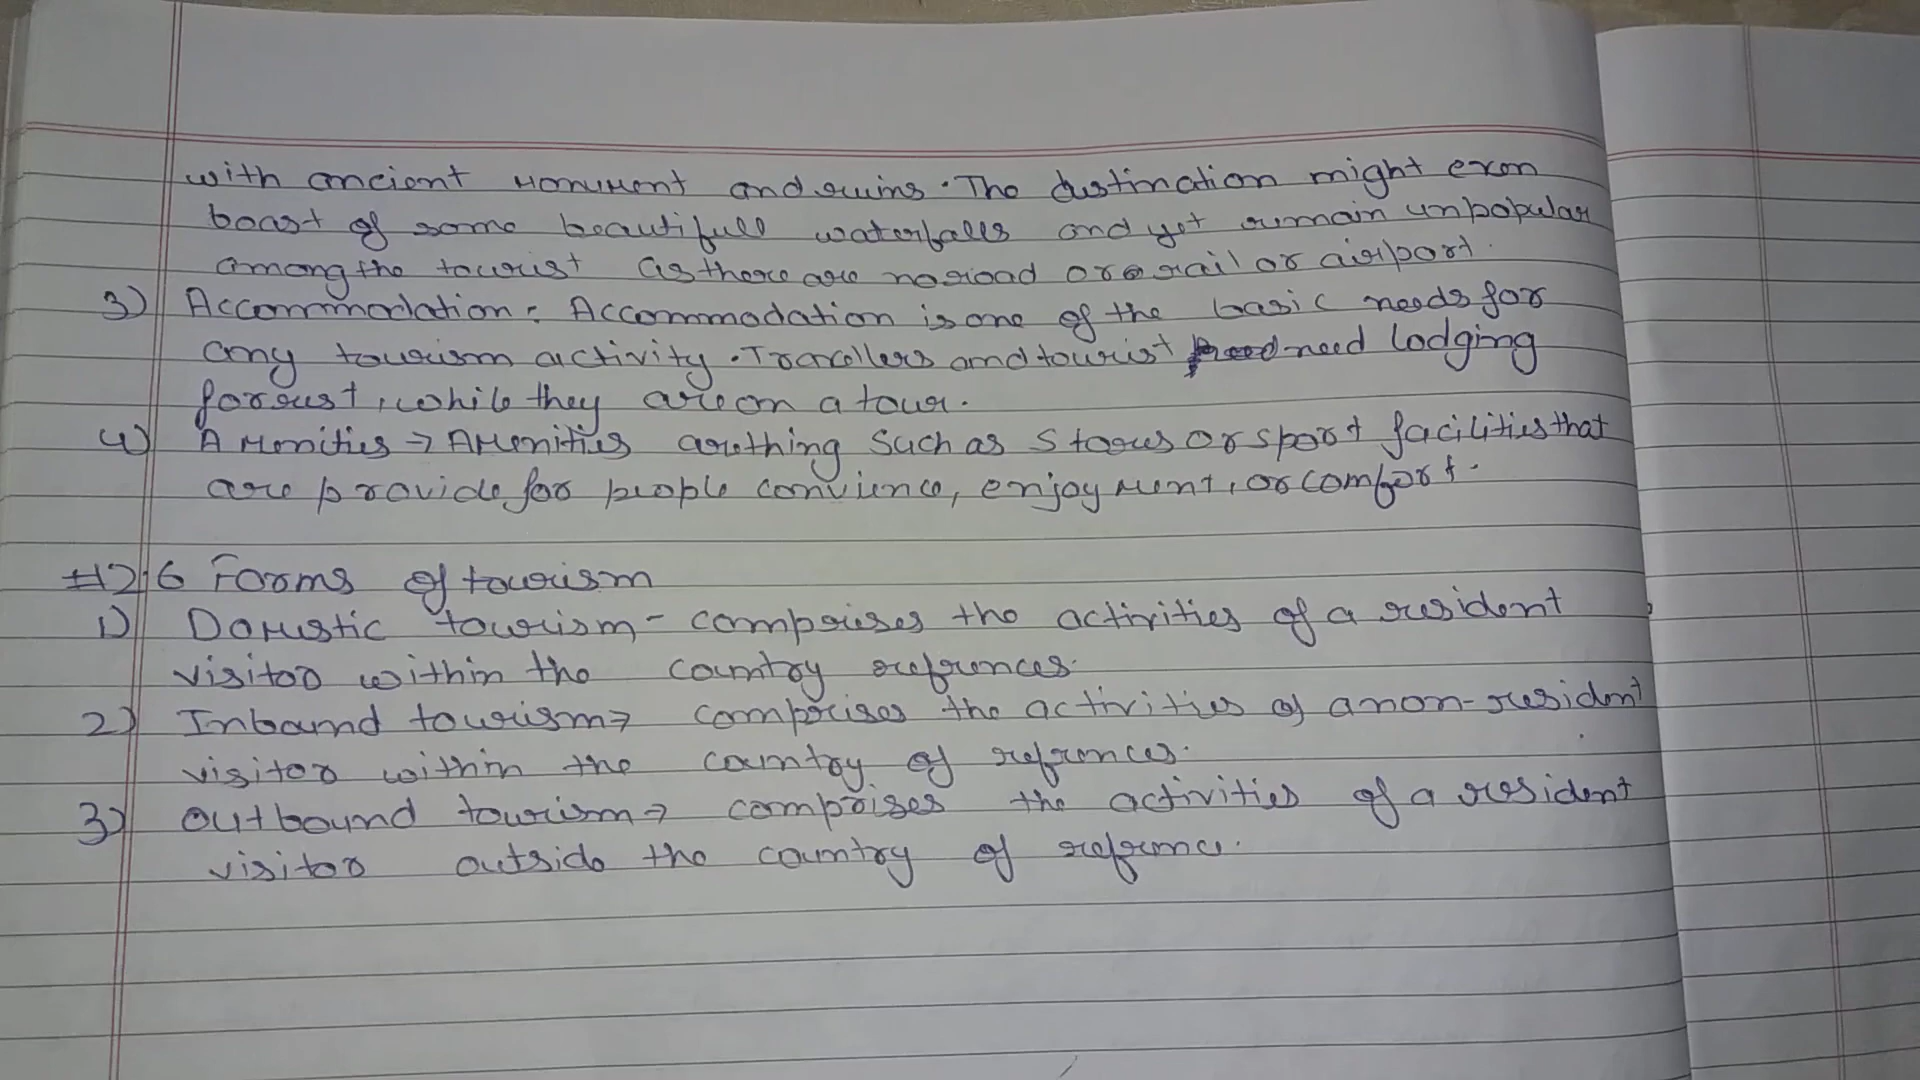 with ancient Monument and ruins. The destination might even
boast of some beautifull waterfalls and yet remain unpopular
among the tourist as there are no road or rail or airport.
3) Accommodation: Accommodation is one of the basic needs for
any tourism activity. Travellers and tourist need lodging
for rest, while they are on a tour.
4) Amenities → Amenities are thing such as stores or sport facilities that
are provide for people convience, enjoyment, or comfort.
#1 2.6 Forms of tourism
1) Domestic tourism - comprises the activities of a resident
visitor within the country references.
2) Inbound tourism → comprises the activities of a non-resident
visitor within the country of refrences.
3) Outbound tourism → comprises the activities of a resident
visitor outside the country of refrence.